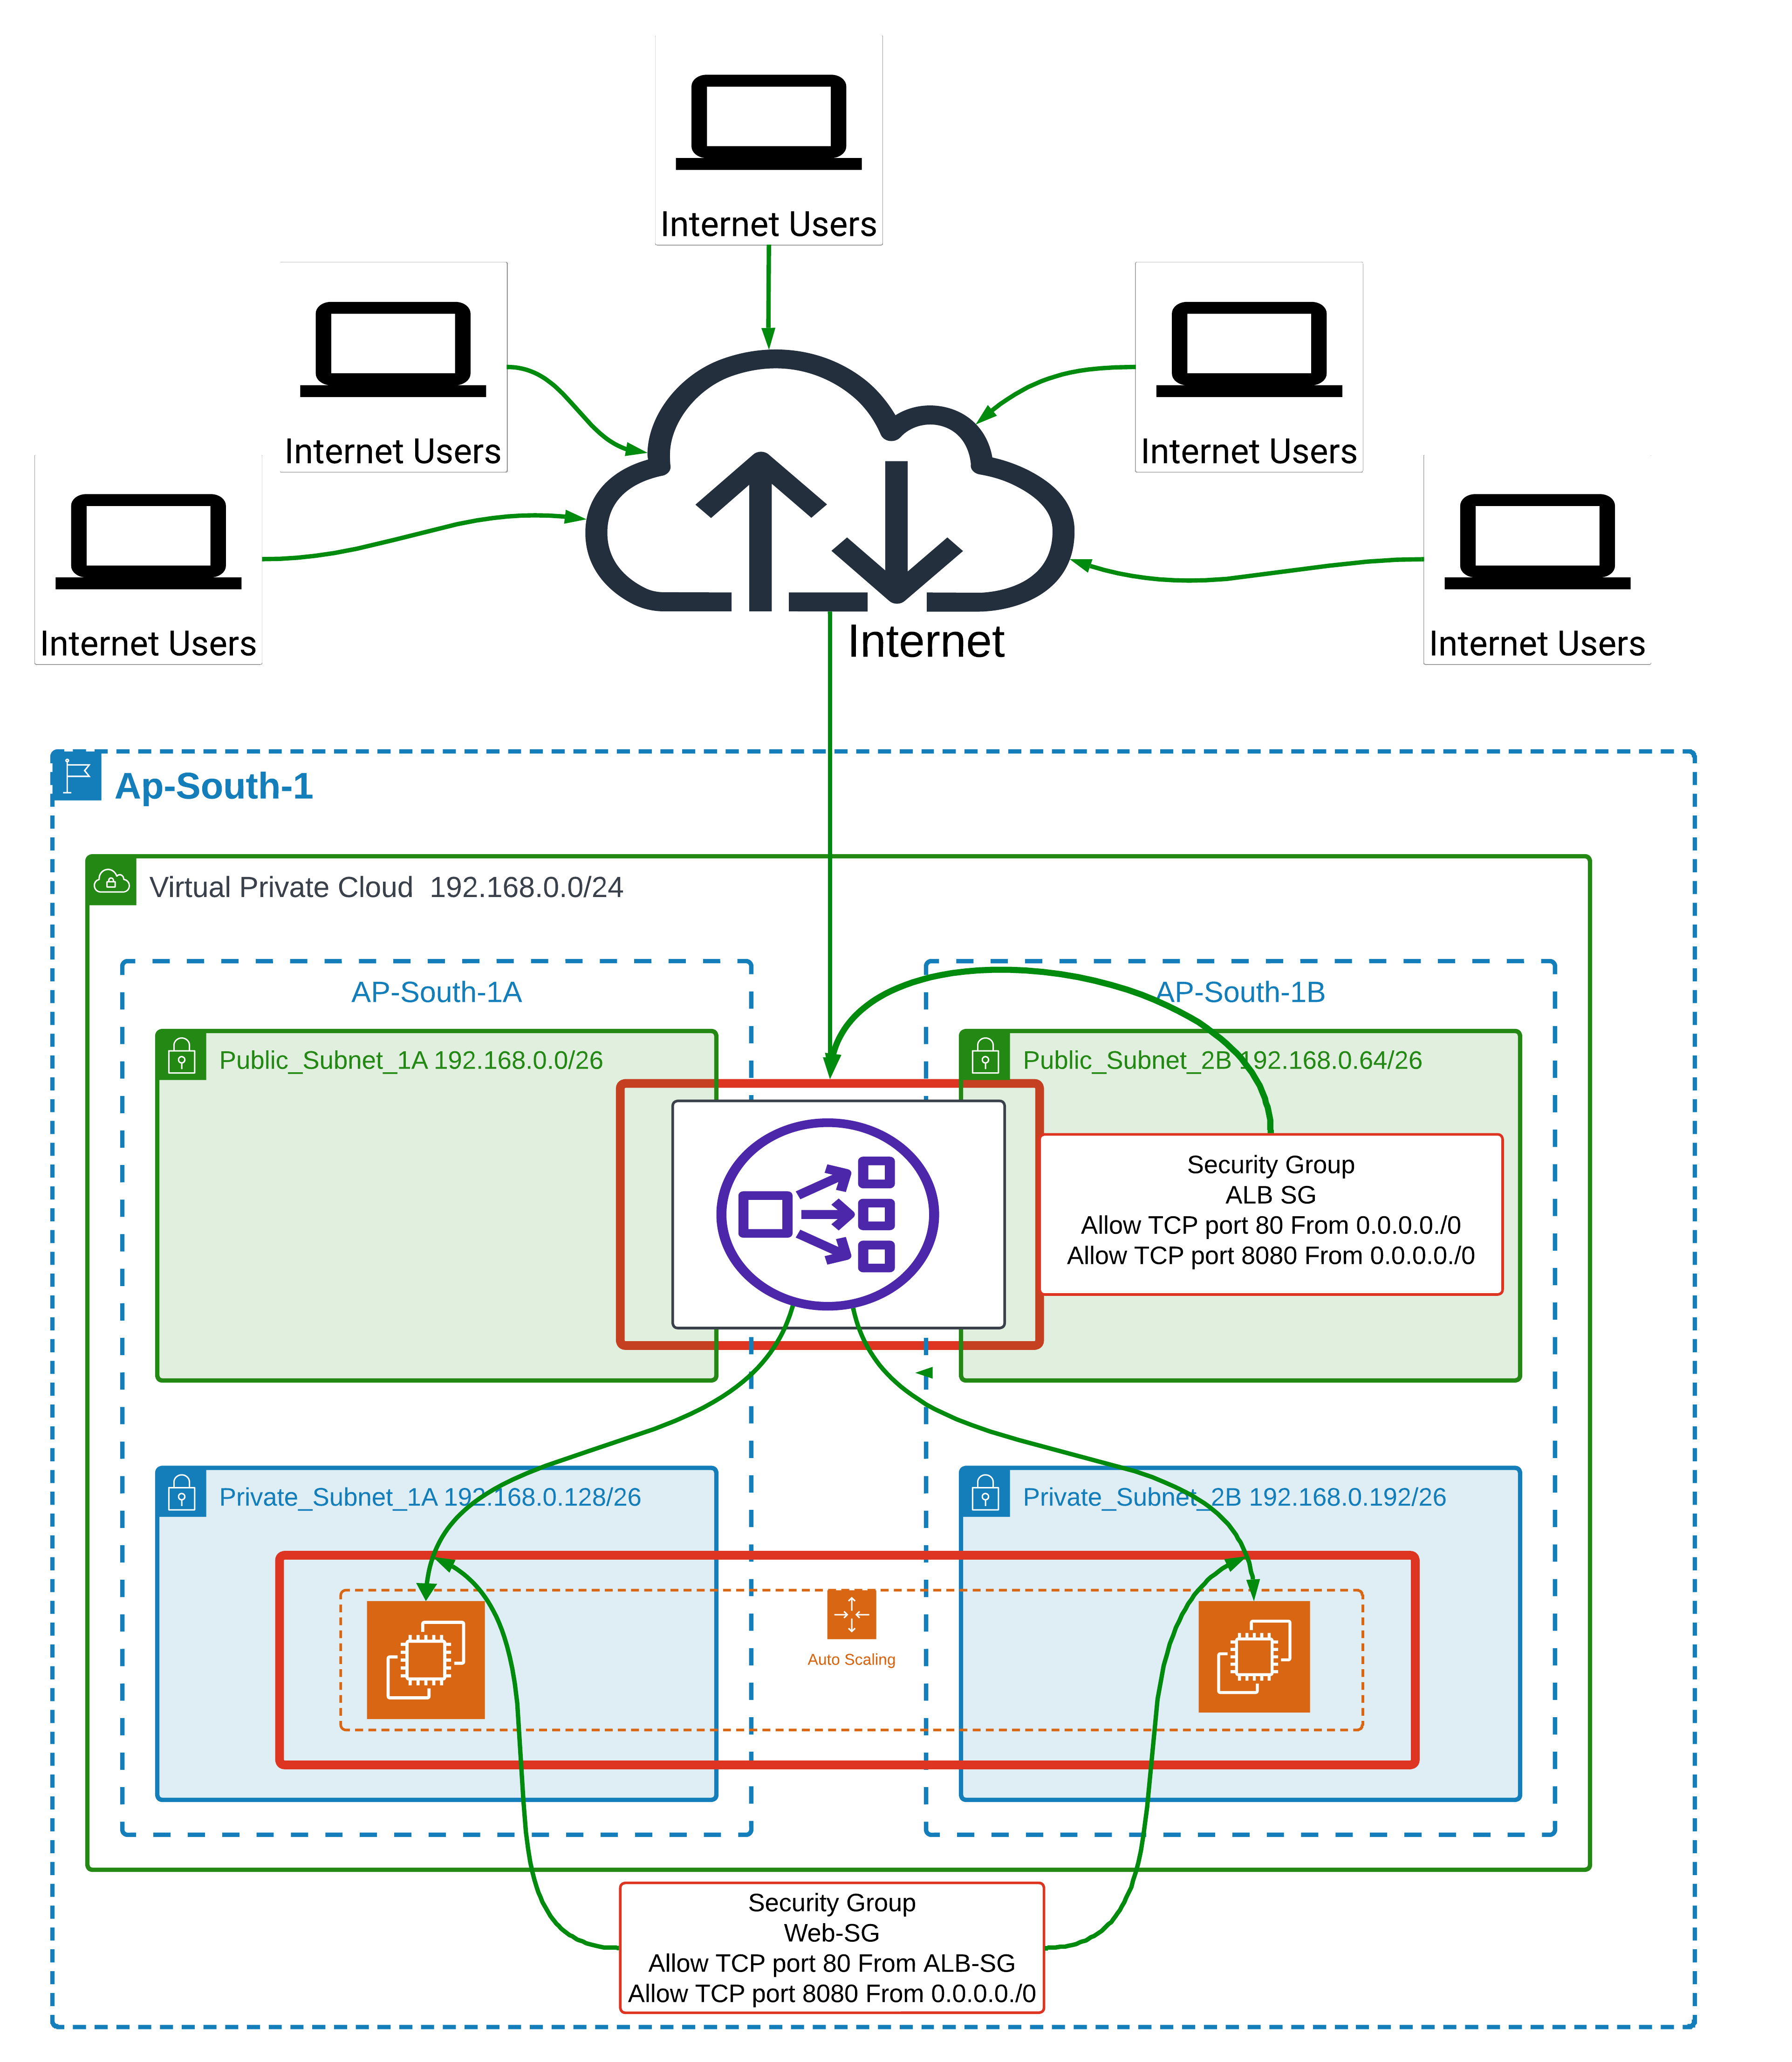 Internet Users
Internet Users
Internet Users
Internet Users
Internet Users
Internet
Ap-South-1
Virtual Private Cloud  192.168.0.0/24
AP-South-1A
AP-South-1B
Public_Subnet_1A 192.168.0.0/26
Public_Subnet_2B 192.168.0.64/26
Security Group
ALB SG
Allow TCP port 80 From 0.0.0.0./0
Allow TCP port 8080 From 0.0.0.0./0
Private_Subnet_1A 192.168.0.128/26
Private_Subnet_2B 192.168.0.192/26
Auto Scaling
Security Group
Web-SG
Allow TCP port 80 From ALB-SG
Allow TCP port 8080 From 0.0.0.0./0